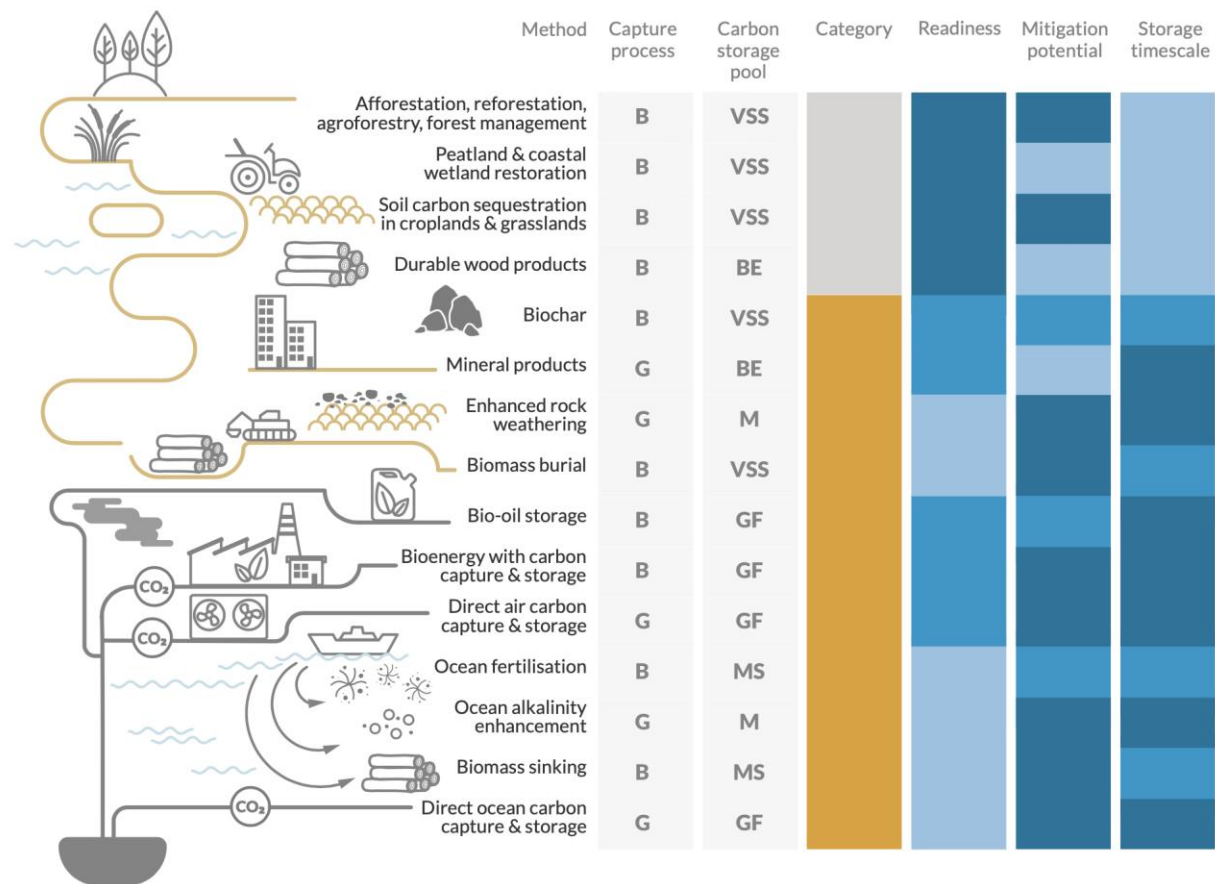 Method
Capture
process
Carbon
storage
pool
Category
Readiness
Mitigation
potential
Storage
timescale
Afforestation, reforestation,
agroforestry, forest management
B
VSS
Peatland & coastal
wetland restoration
B
VSS
Soil carbon sequestration
in croplands & grasslands
B
VSS
Durable wood products
B
BE
Biochar
B
VSS
Mineral products
G
BE
Enhanced rock
weathering
G
M
Biomass burial
B
VSS
Bio-oil storage
B
GF
Bioenergy with carbon
capture & storage
B
GF
CO₂
Direct air carbon
capture & storage
G
GF
CO₂
Ocean fertilisation
B
MS
Ocean alkalinity
enhancement
G
M
Biomass sinking
B
MS
Direct ocean carbon
capture & storage
G
GF
CO₂